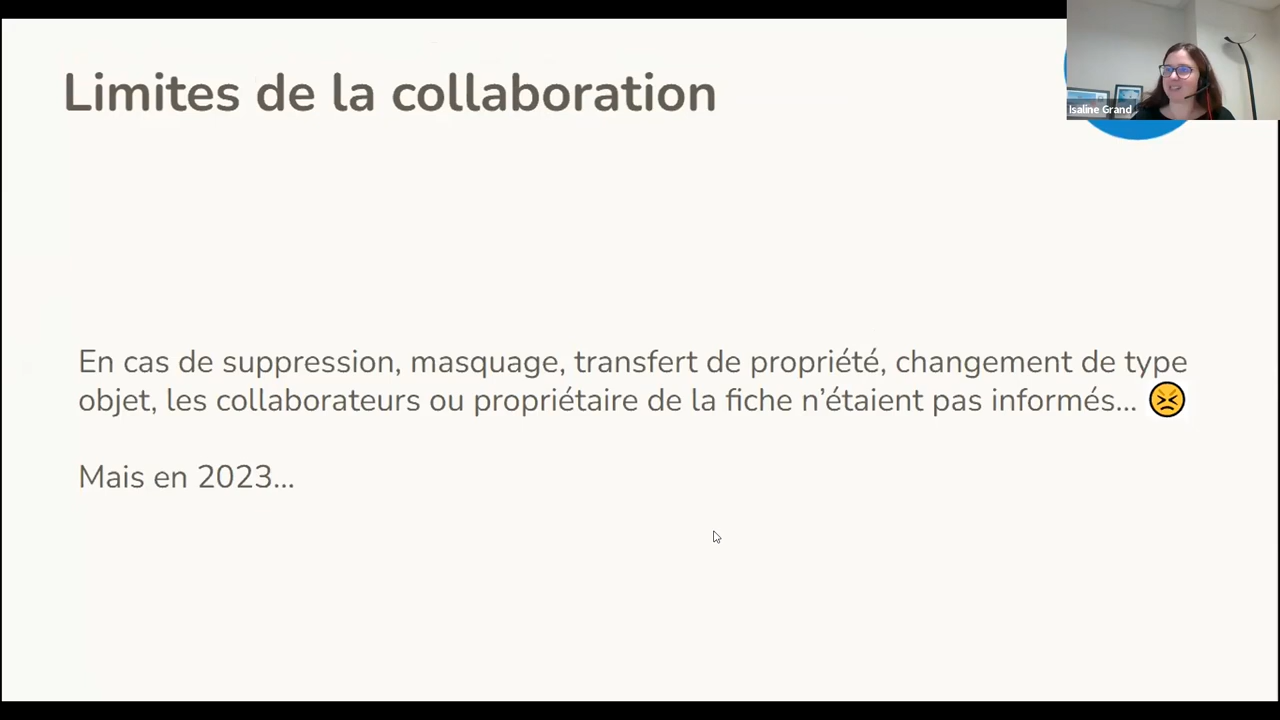 Limites de la collaboration
Isaline Grand
En cas de suppression, masquage, transfert de propriété, changement de type
objet, les collaborateurs ou propriétaire de la fiche n’étaient pas informés... 😣
Mais en 2023...